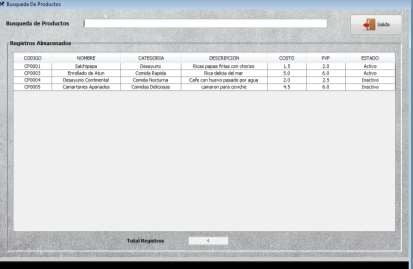 Busqueda De Productos
Busqueda de Productos
Salida
Registros Almacenados
CODIGO NOMBRE CATEGORIA DESCRIPCION COSTO PVP ESTADO
CP0001 Salchipapa Desayuno Ricas papas fritas con chorizo 1.5 2.0 Activo
CP0003 Enrollado de Atun Comida Rapida Rica delicia del mar 5.0 6.0 Activo
CP0004 Desayuno Continental Comida Nocturna Cafe con huevo pasado por agua 2.0 2.5 Inactivo
CP0005 Camarones Apanados Comidas Deliciosas camaron para ceviche 4.5 6.0 Inactivo
Total Registros 4